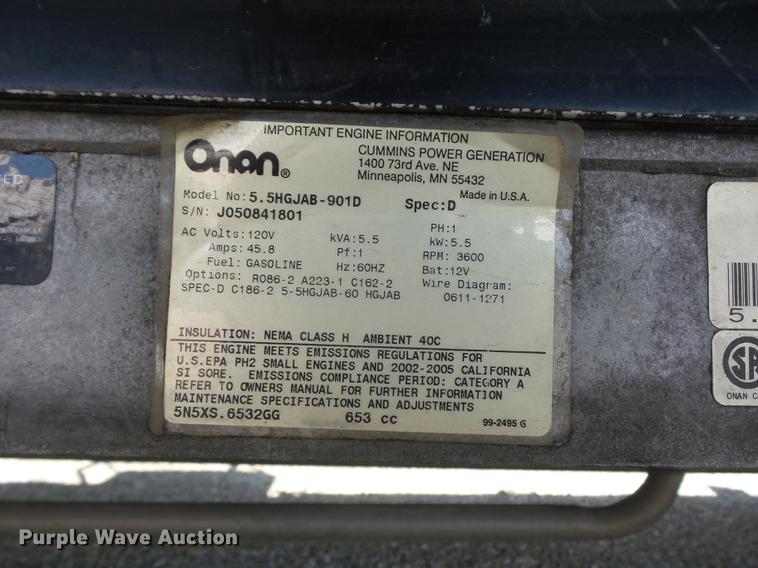 IMPORTANT ENGINE INFORMATION
Onan®
CUMMINS POWER GENERATION
1400 73rd Ave. NE
Minneapolis, MN 55432
Made in U.S.A.
Model No: 5.5HGJAB-901D Spec: D
S/N: J050841801
AC Volts: 120V kVA: 5.5 PH: 1
Amps: 45.8 Pf: 1 kW: 5.5
Fuel: GASOLINE Hz: 60HZ RPM: 3600
Bat: 12V
Options: R086-2 A223-1 C162-2 Wire Diagram:
SPEC-D C186-2 5-5HGJAB-60 HGJAB 0611-1271
INSULATION: NEMA CLASS H AMBIENT 40C
THIS ENGINE MEETS EMISSIONS REGULATIONS FOR
U.S.EPA PH2 SMALL ENGINES AND 2002-2005 CALIFORNIA
SI SORE. EMISSIONS COMPLIANCE PERIOD: CATEGORY A
REFER TO OWNERS MANUAL FOR FURTHER INFORMATION
MAINTENANCE SPECIFICATIONS AND ADJUSTMENTS
5N5XS.6532GG 653 cc 99-2495 G
ED
5.
SA
ONAN C
Purple Wave Auction